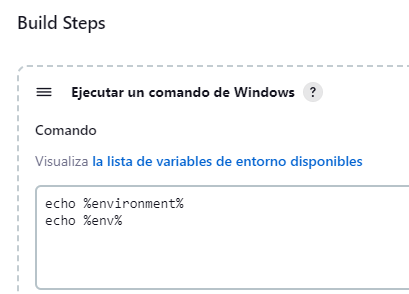 Build Steps
Ejecutar un comando de Windows ?
Comando
Visualiza la lista de variables de entorno disponibles
echo %environment%
echo %env%